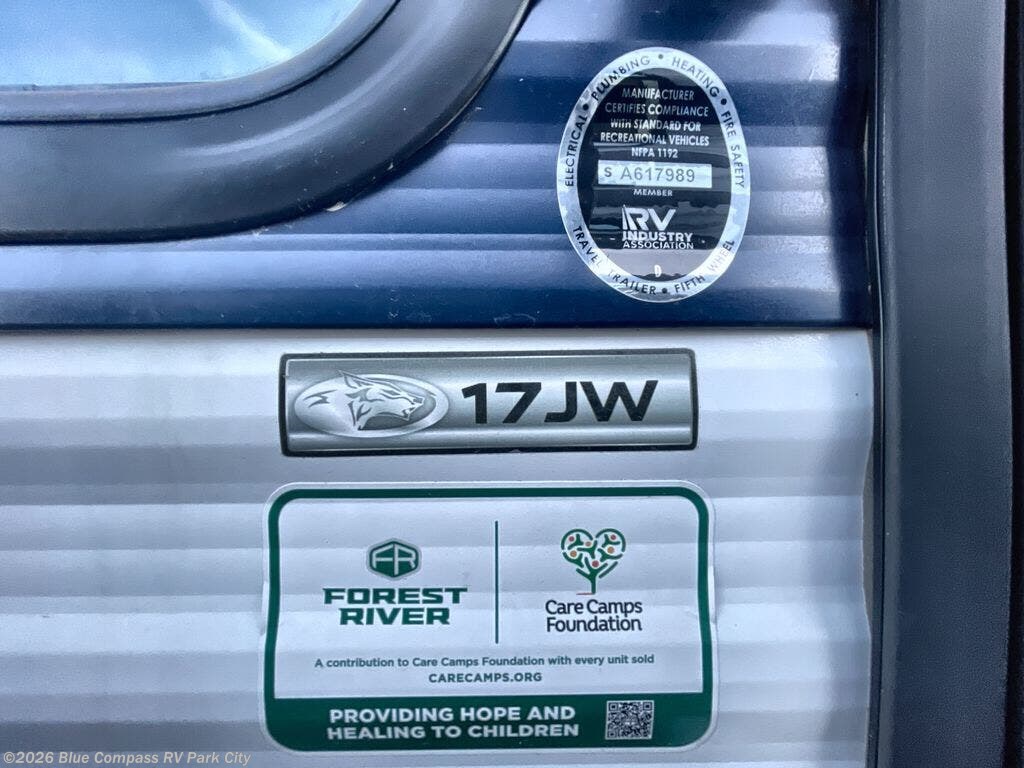 ELECTRICAL • PLUMBING • HEATING • FIRE SAFETY
MANUFACTURER
CERTIFIES COMPLIANCE
WITH STANDARD FOR
RECREATIONAL VEHICLES
NFPA 1192
S A617989
MEMBER
RV
INDUSTRY
ASSOCIATION
D
TRAVEL TRAILER • FIFTH WHEEL
17JW
FR
FOREST
RIVER
Care Camps
Foundation
A contribution to Care Camps Foundation with every unit sold
CARECAMPS.ORG
PROVIDING HOPE AND
HEALING TO CHILDREN
©2026 Blue Compass RV Park City